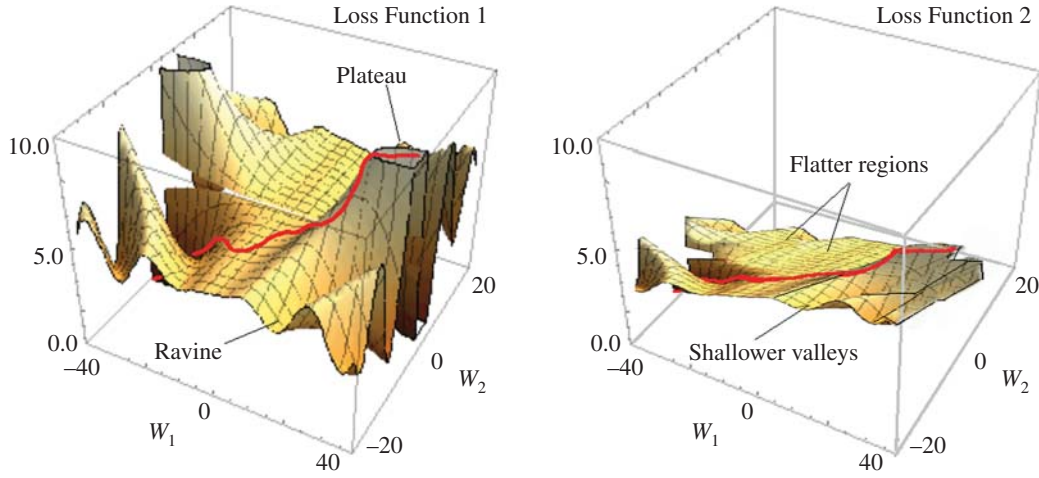 Loss Function 1
Plateau
10.0
5.0
0.0
−40
0
40
W1
−20
0
20
W2
Ravine
Loss Function 2
Flatter regions
10.0
5.0
0.0
−40
0
40
W1
−20
0
20
W2
Shallower valleys